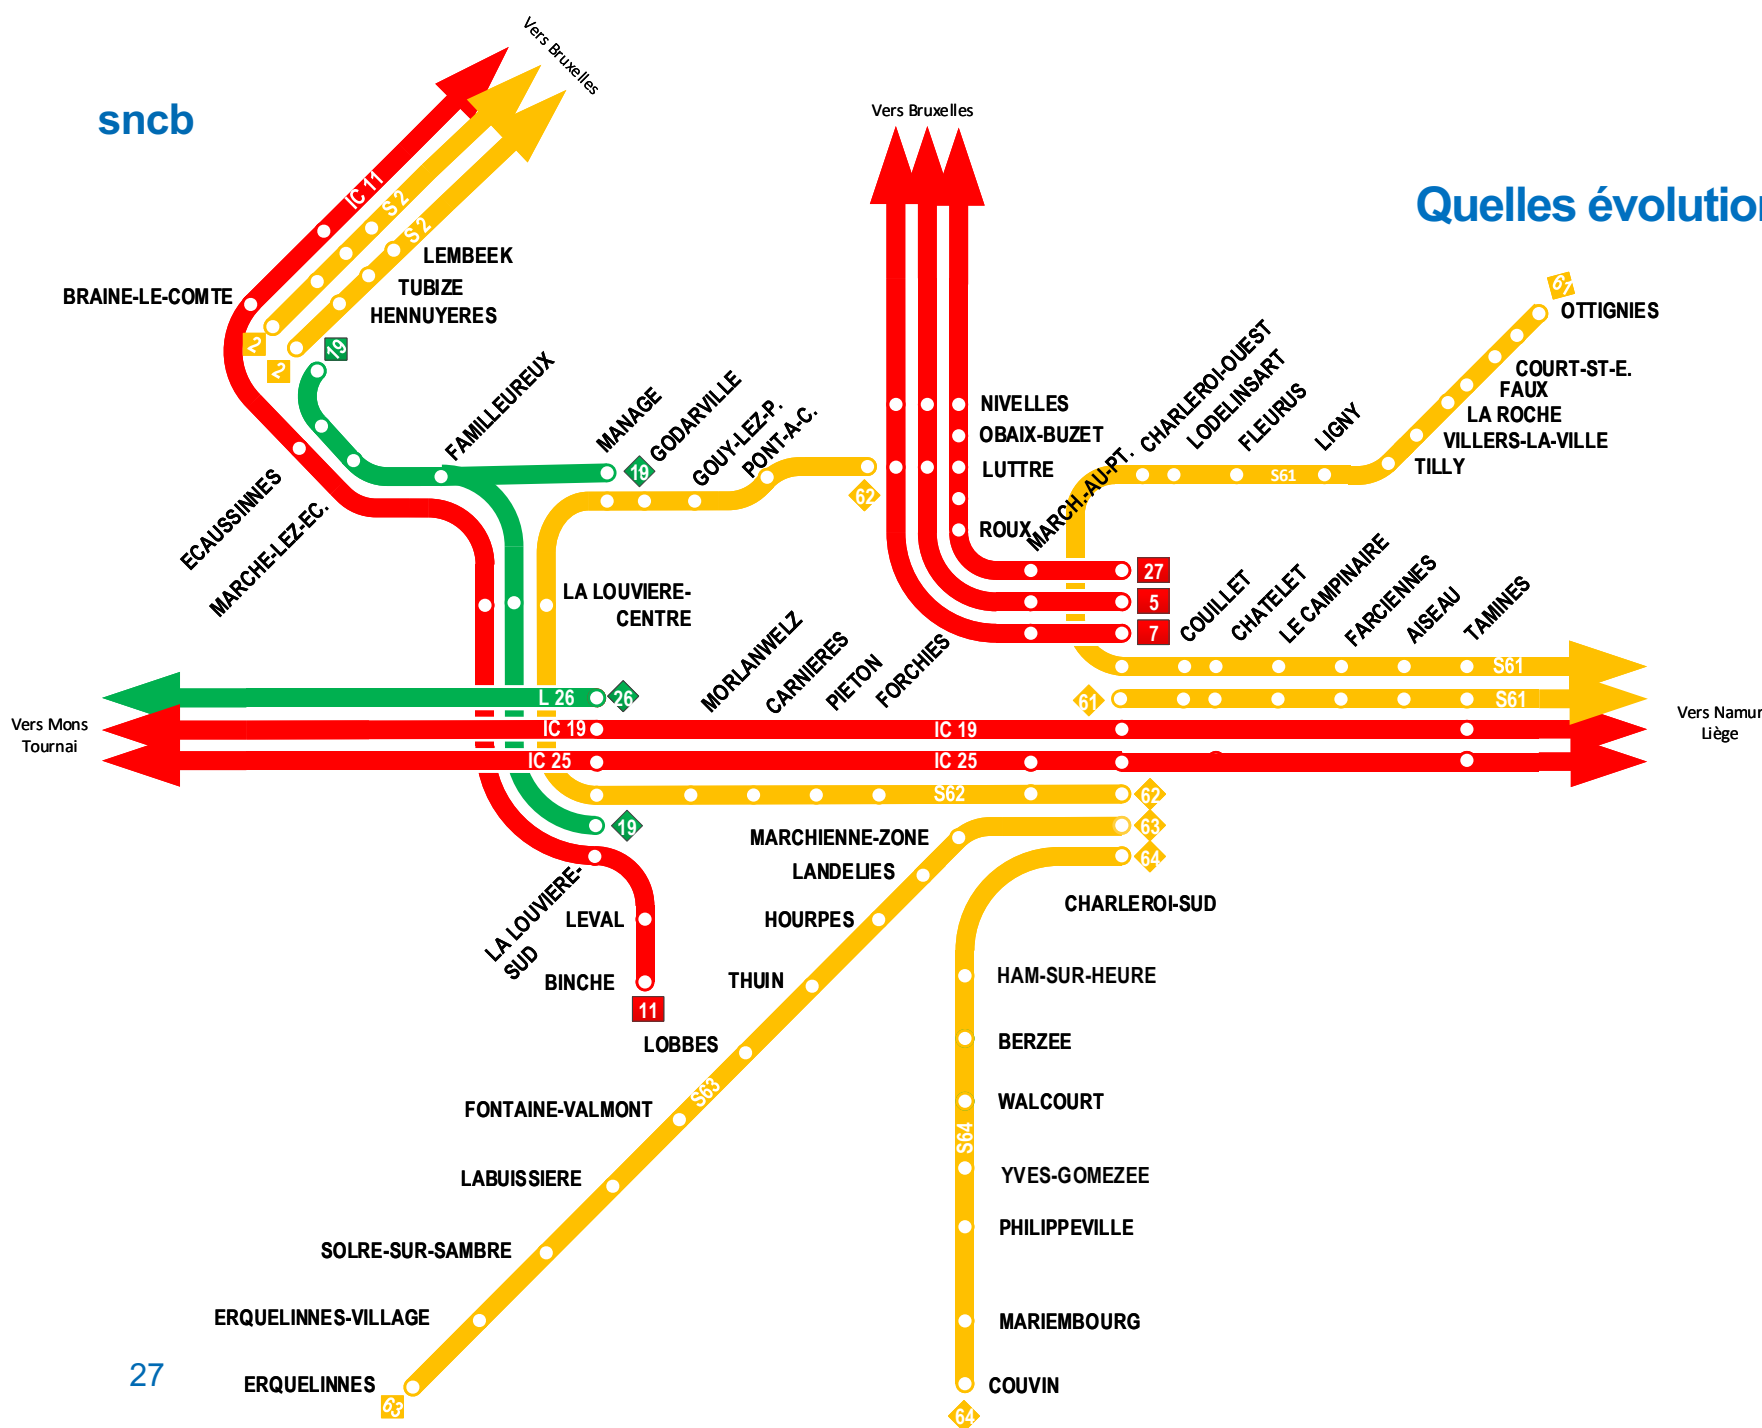 Vers Bruxelles
sncb
Vers Bruxelles
Quelles évolution
IC 11
S 2
S 2
LEMBEEK
TUBIZE
HENNUYERES
BRAINE-LE-COMTE
2
2
19
61
OTTIGNIES
COURT-ST-E.
FAUX
LA ROCHE
VILLERS-LA-VILLE
TILLY
FAMILLEUREUX
MANAGE
19
GODARVILLE
GOUY-LEZ-P.
PONT-A-C.
62
NIVELLES
OBAIX-BUZET
LUTTRE
ROUX
MARCH.-AU-PT.
CHARLEROI-OUEST
LODELINSART
FLEURUS
S61
LIGNY
ECAUSSINNES
MARCHE-LEZ-EC.
LA LOUVIERE-
CENTRE
27
5
7
COUILLET
CHATELET
LE CAMPINAIRE
FARCIENNES
AISEAU
TAMINES
MORLANWELZ
CARNIERES
PIETON
FORCHIES
S61
L 26
26
61
S61
Vers Mons
Tournai
IC 19
IC 19
Vers Namur
Liège
IC 25
IC 25
S62
62
19
63
64
MARCHIENNE-ZONE
LANDELIES
CHARLEROI-SUD
LA LOUVIERE-
SUD
LEVAL
HOURPES
BINCHE
THUIN
11
HAM-SUR-HEURE
LOBBES
BERZEE
S63
FONTAINE-VALMONT
WALCOURT
S64
LABUISSIERE
YVES-GOMEZEE
PHILIPPEVILLE
SOLRE-SUR-SAMBRE
ERQUELINNES-VILLAGE
MARIEMBOURG
27
ERQUELINNES
63
COUVIN
64